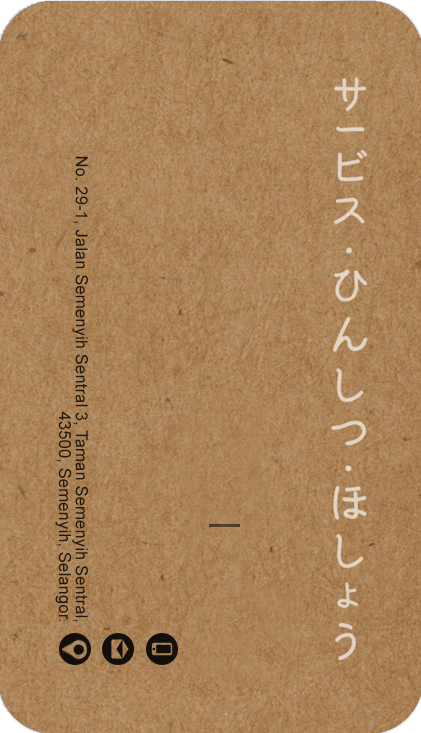 サービス・ひんしつ・ほしょう
No. 29-1, Jalan Semenyih Sentral 3, Taman Semenyih Sentral,
43500, Semenyih, Selangor.